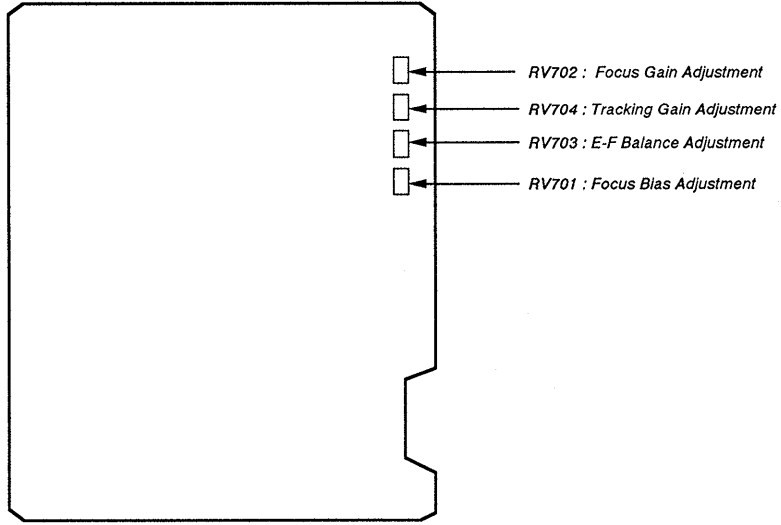 RV702 : Focus Gain Adjustment
RV704 : Tracking Gain Adjustment
RV703 : E-F Balance Adjustment
RV701 : Focus Bias Adjustment